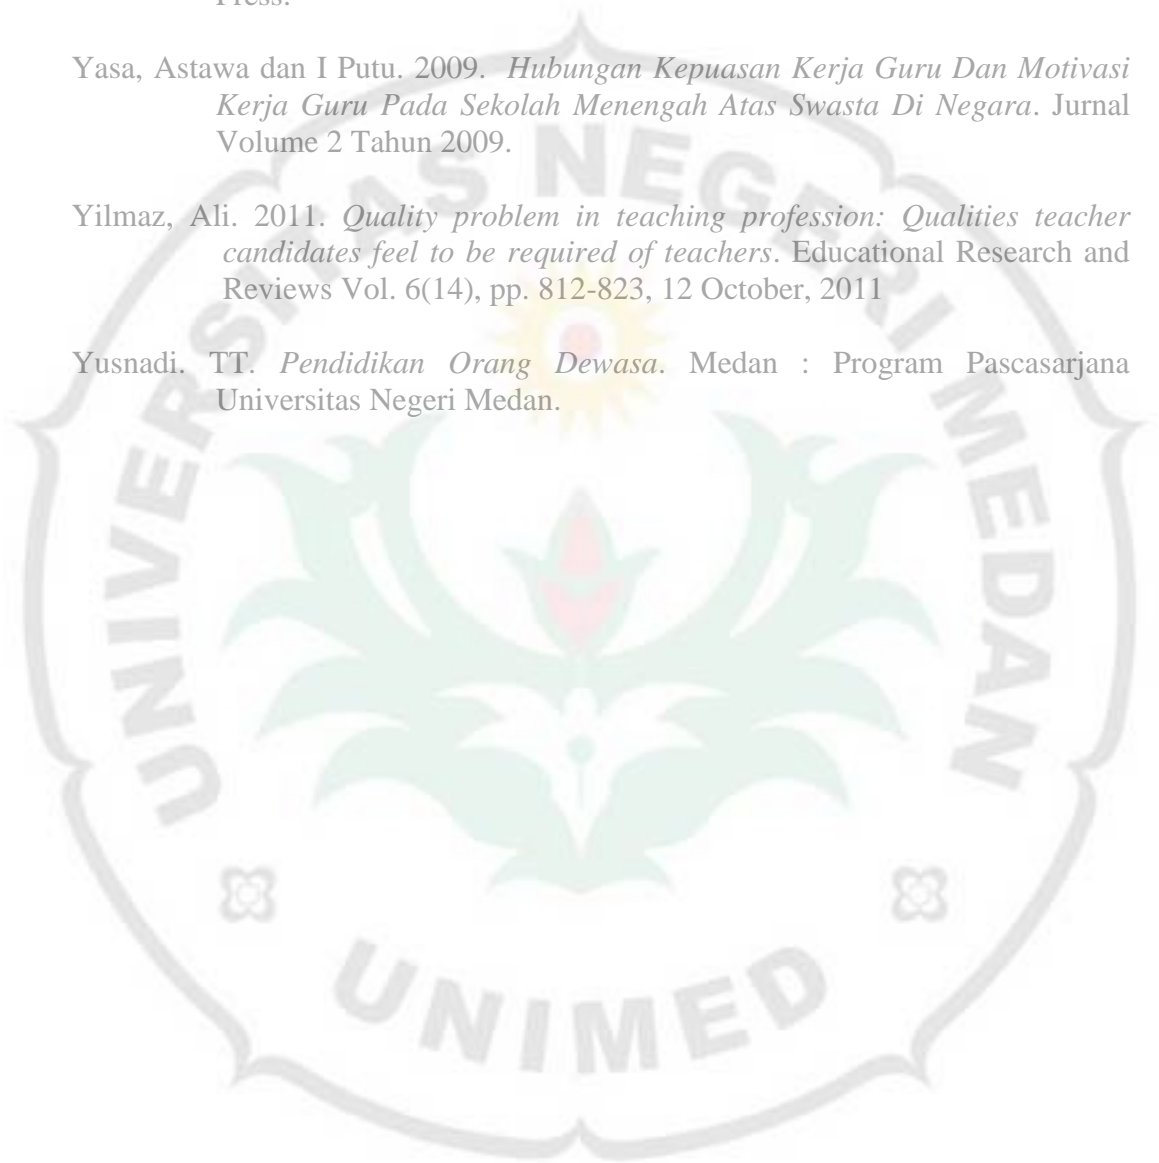 Press.
Yasa, Astawa dan I Putu. 2009. Hubungan Kepuasan Kerja Guru Dan Motivasi
Kerja Guru Pada Sekolah Menengah Atas Swasta Di Negara. Jurnal
Volume 2 Tahun 2009.
Yilmaz, Ali. 2011. Quality problem in teaching profession: Qualities teacher
candidates feel to be required of teachers. Educational Research and
Reviews Vol. 6(14), pp. 812-823, 12 October, 2011
Yusnadi. TT. Pendidikan Orang Dewasa. Medan : Program Pascasarjana
Universitas Negeri Medan.
UNIVERSITAS NEGERI MEDAN
UNIMED